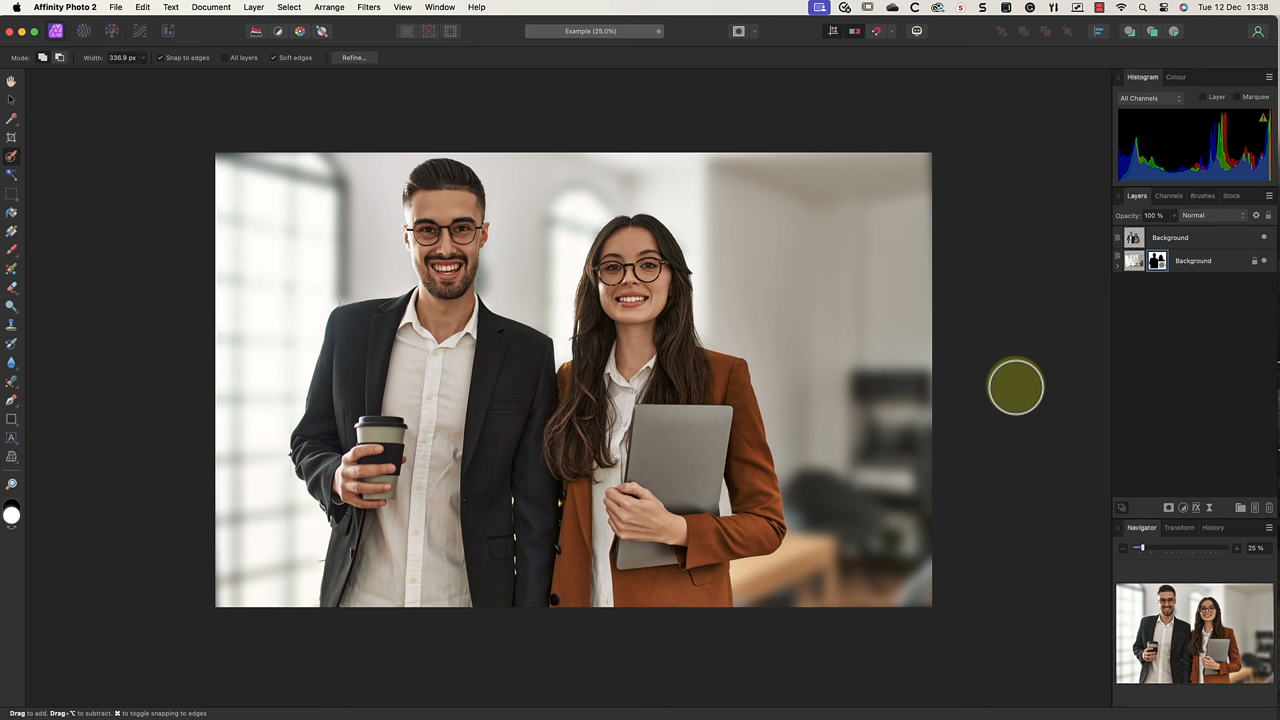 Affinity Photo 2 File Edit Text Document Layer Select Arrange Filters View Window Help Tue 12 Dec 13:38
Example (25.0%)
Mode: Width: 336.9 px Snap to edges All layers Soft edges Refine...
Histogram Colour
All Channels Layer Marquee
Layers Channels Brushes Stock
Opacity: 100 % Normal
Background
Background
Navigator Transform History
25 %
Drag to add. Drag+⌥ to subtract. ⌘ to toggle snapping to edges